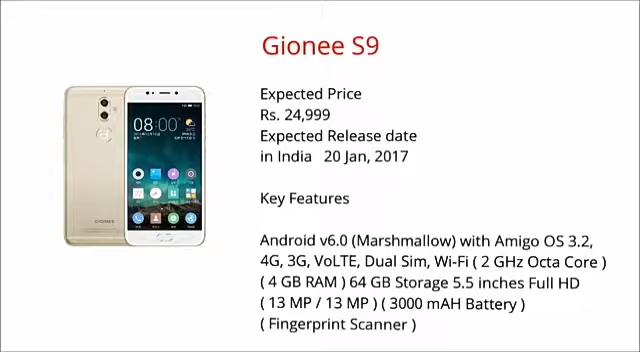 Gionee S9
Expected Price
Rs. 24,999
Expected Release date
in India 20 Jan, 2017
Key Features
Android v6.0 (Marshmallow) with Amigo OS 3.2,
4G, 3G, VoLTE, Dual Sim, Wi-Fi ( 2 GHz Octa Core )
( 4 GB RAM ) 64 GB Storage 5.5 inches Full HD
( 13 MP / 13 MP ) ( 3000 mAH Battery )
( Fingerprint Scanner )
08:00
GIONEE